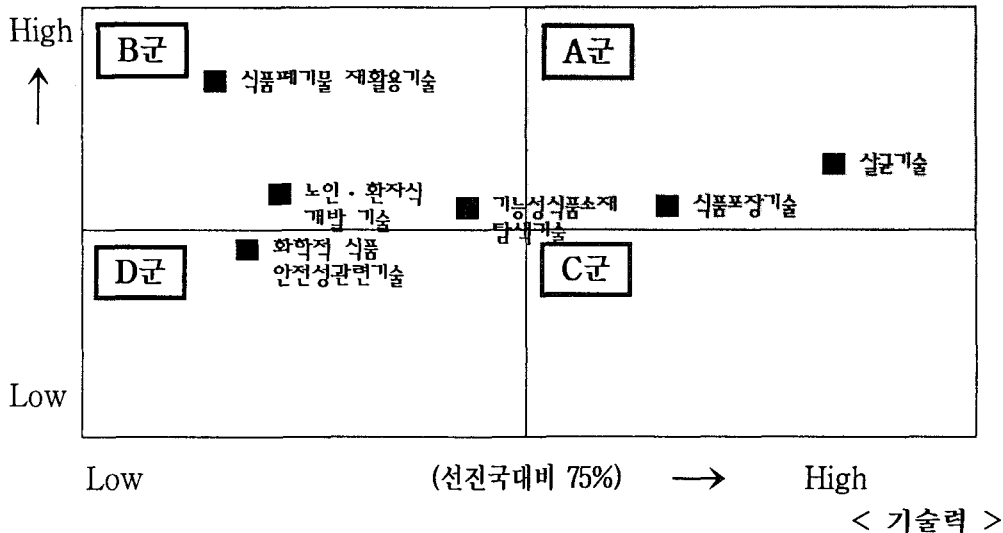 High
B군
A군
식품폐기물 재활용기술
살균기술
노인·환자식
개발 기술
기능성식품소재
탐색기술
식품포장기술
화학적 식품
안전성관련기술
D군
C군
Low
Low
(선진국대비 75%)
High
< 기술력 >